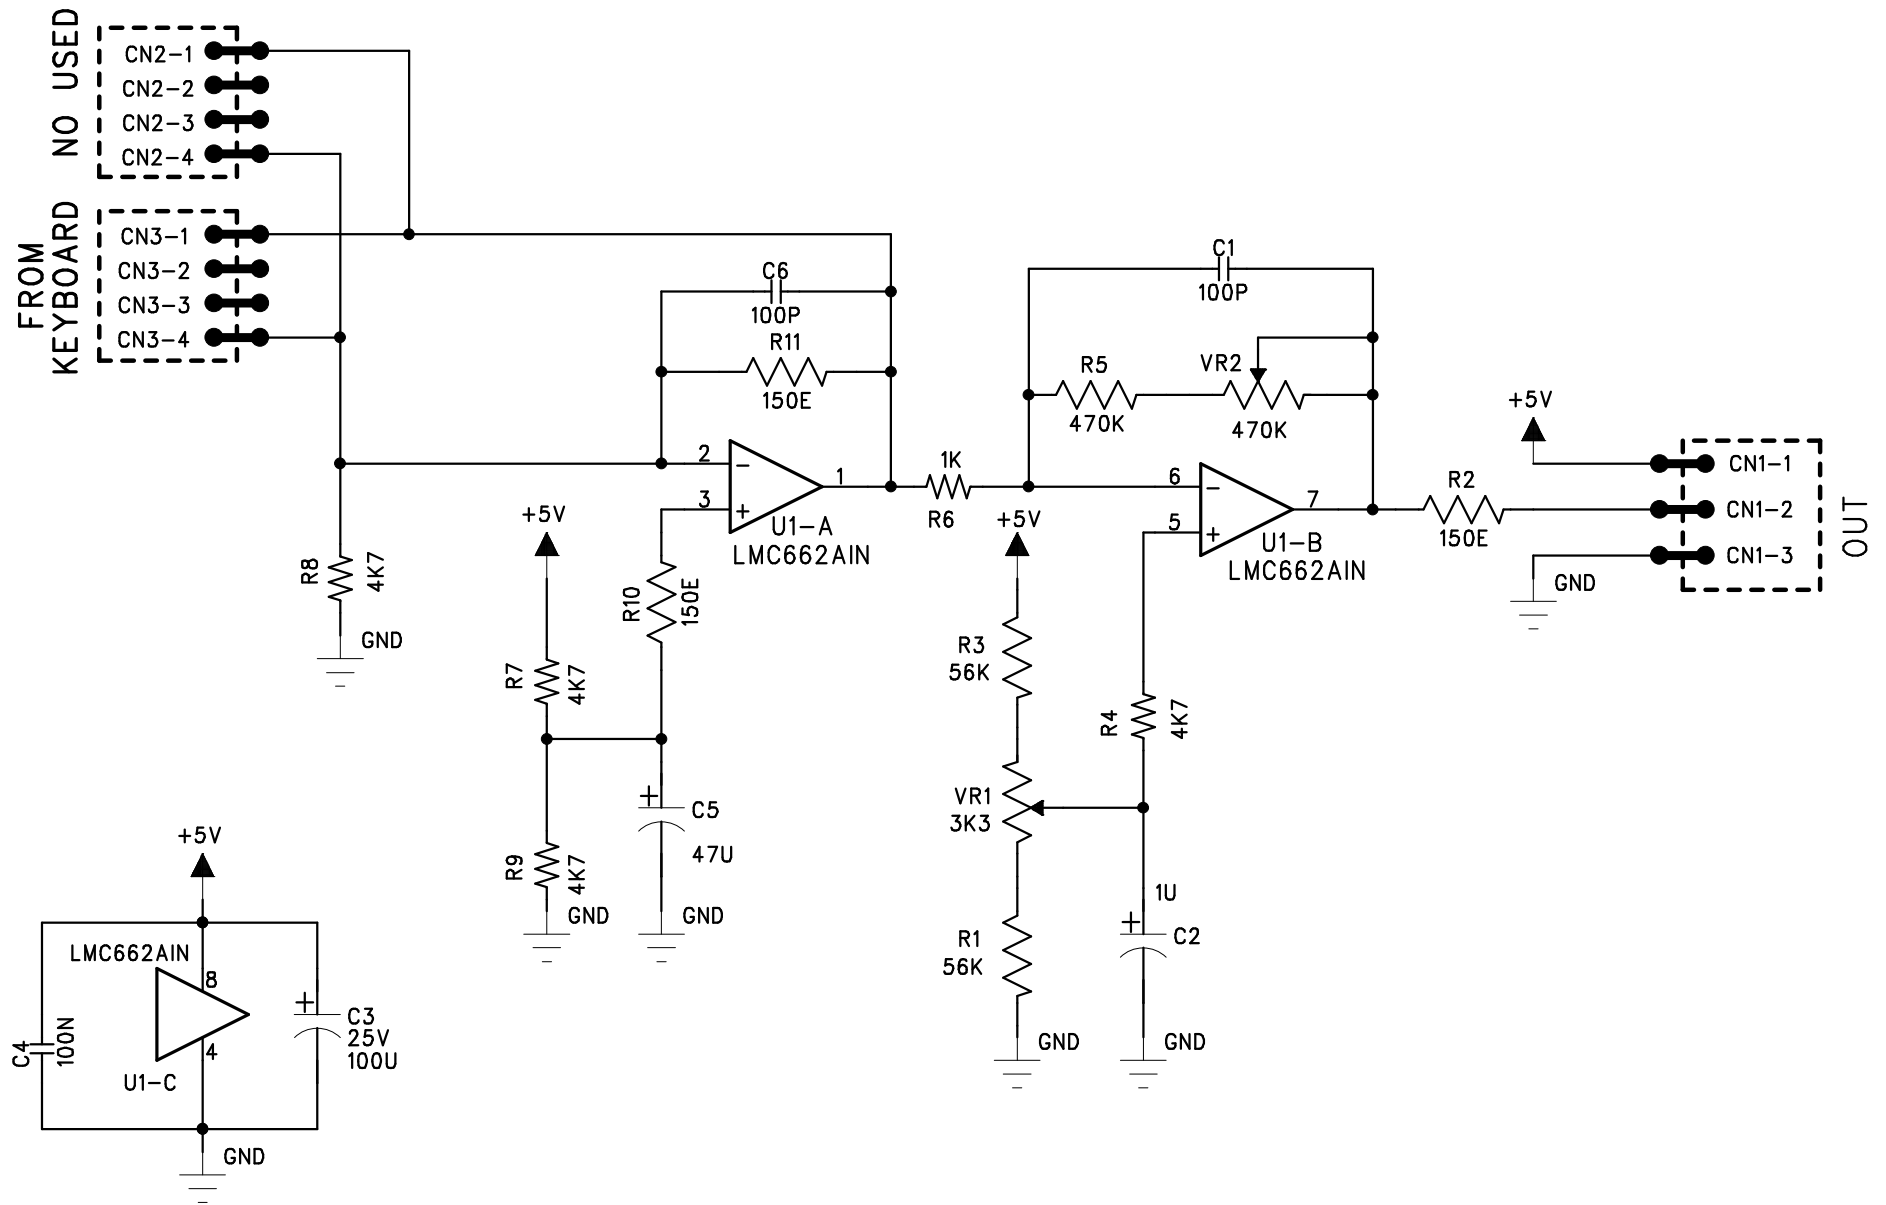 NO USED
CN2-1
CN2-2
CN2-3
CN2-4
FROM
KEYBOARD
CN3-1
CN3-2
CN3-3
CN3-4
R8
4K7
GND
C6
100P
R11
150E
2
3
1
-
+
U1-A
LMC662AIN
+5V
R7
4K7
R9
4K7
GND
R10
150E
+
C5
47U
GND
1K
R6
C1
100P
R5
470K
VR2
470K
6
5
7
-
+
U1-B
LMC662AIN
+5V
R3
56K
VR1
3K3
R1
56K
GND
R4
4K7
1U
+
C2
GND
R2
150E
+5V
GND
CN1-1
CN1-2
CN1-3
OUT
+5V
LMC662AIN
8
4
U1-C
C4
100N
+
C3
25V
100U
GND